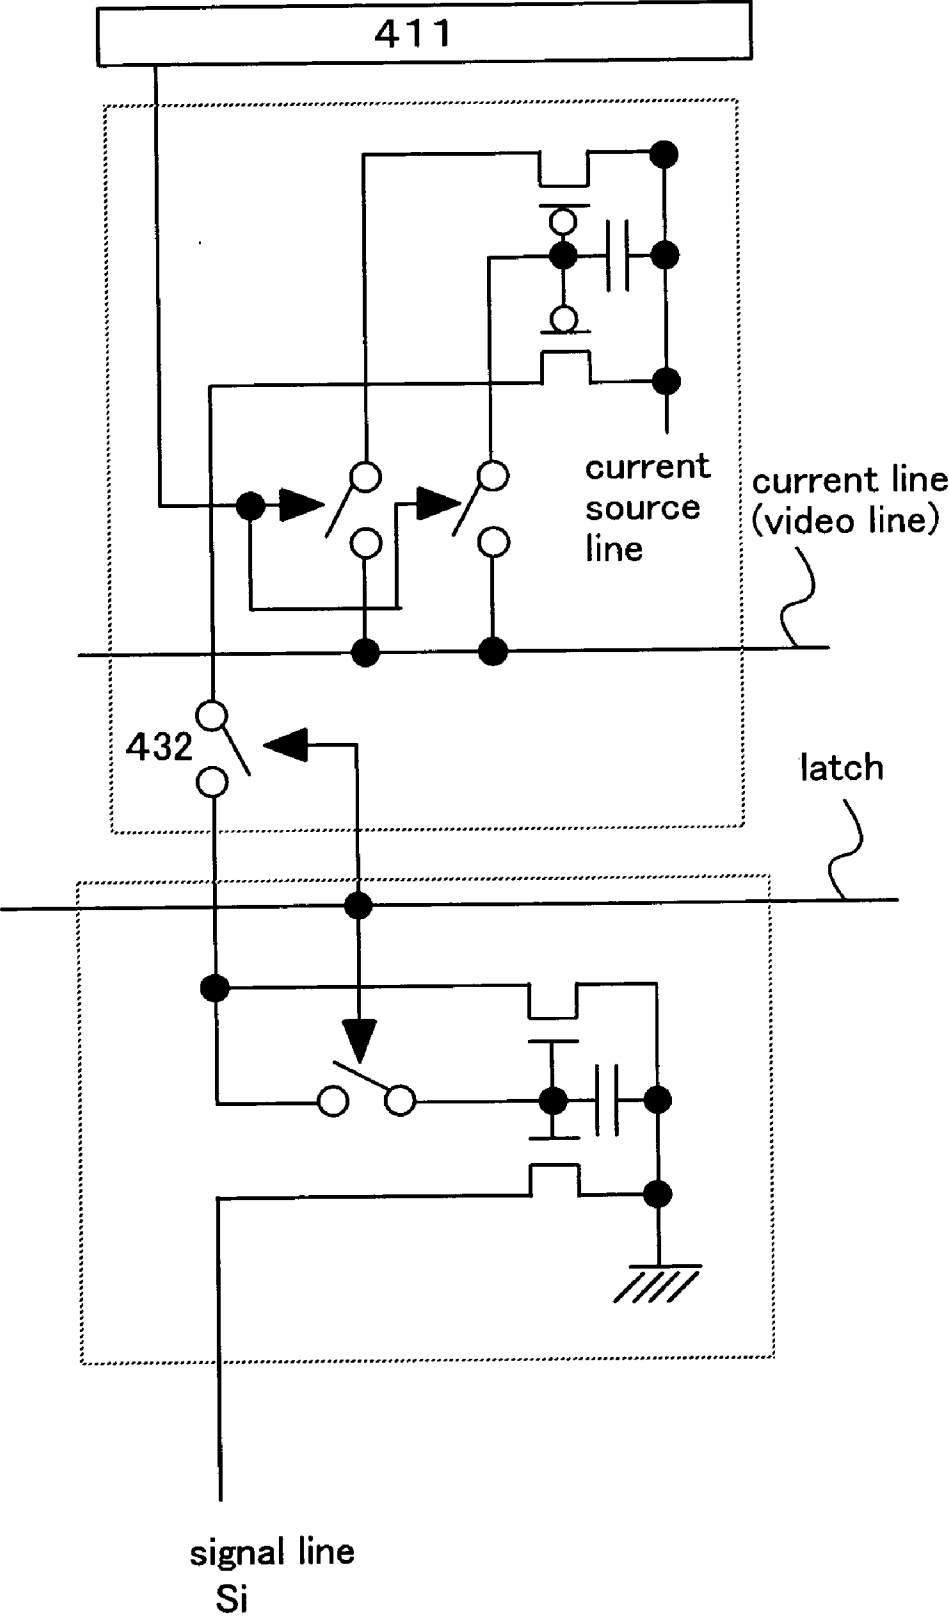 411
current
source
line
current line
(video line)
432
latch
signal line
Si